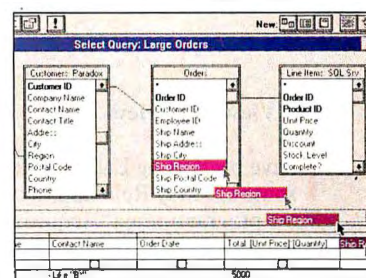 New:
Select Query: Large Orders
Customers: Paradox
Customer ID
Company Name
Contact Name
Contact Title
Address
City
Region
Postal Code
Country
Phone
Orders
*
Order ID
Customer ID
Employee ID
Ship Name
Ship Address
Ship City
Ship Region
Ship Postal Code
Ship Country
Line Items: SQL Srv
*
Order ID
Product ID
Unit Price
Quantity
Discount
Stock Level
Complete?
Ship Region
Ship Region
Contact Name
Order Date
Total: [Unit Price]*[Quantity]
Ship R
5000